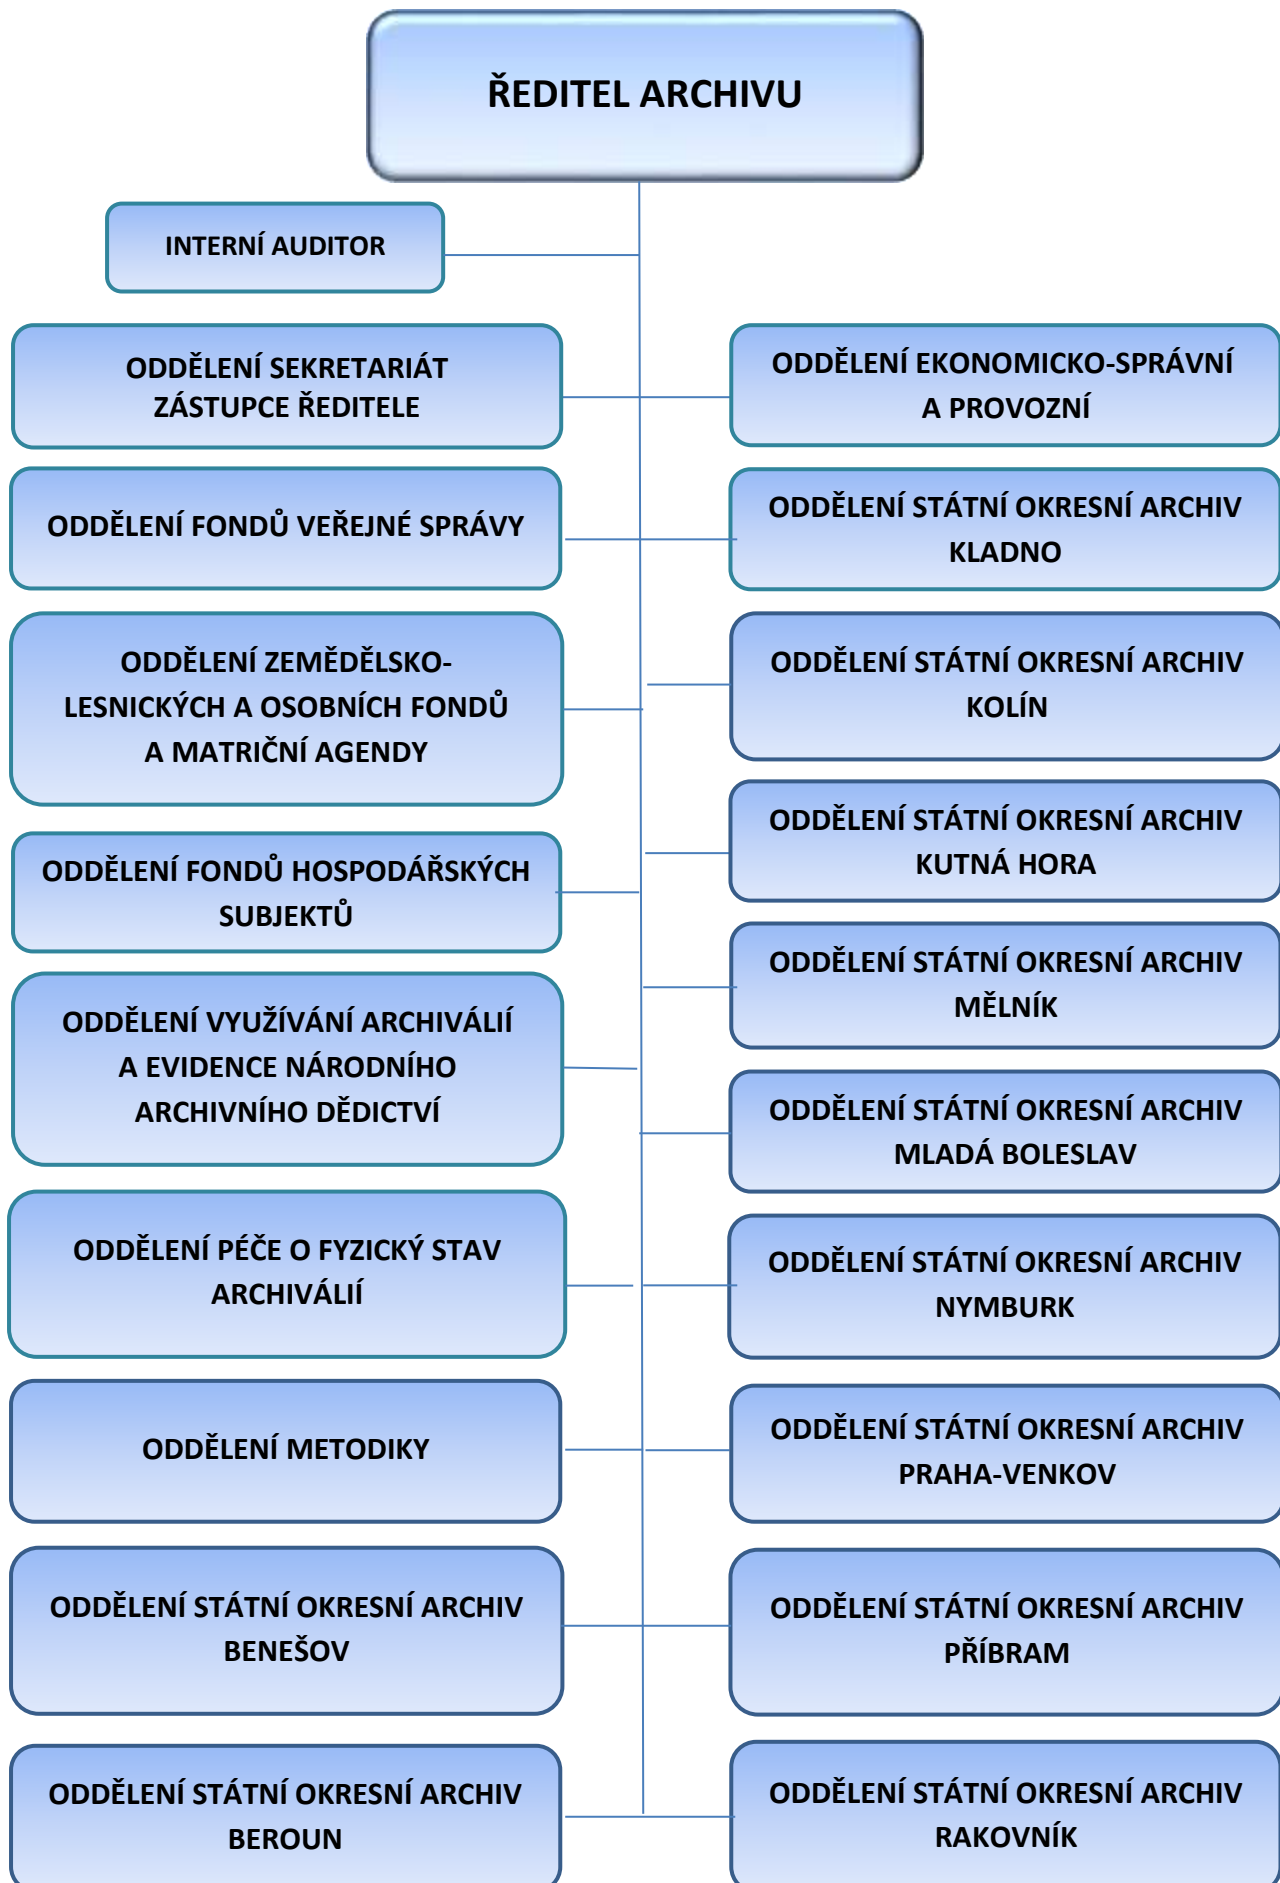 ŘEDITEL ARCHIVU
INTERNÍ AUDITOR
ODDĚLENÍ SEKRETARIÁT
ZÁSTUPCE ŘEDITELE
ODDĚLENÍ EKONOMICKO-SPRÁVNÍ
A PROVOZNÍ
ODDĚLENÍ FONDŮ VEŘEJNÉ SPRÁVY
ODDĚLENÍ STÁTNÍ OKRESNÍ ARCHIV
KLADNO
ODDĚLENÍ ZEMĚDĚLSKO-
LESNICKÝCH A OSOBNÍCH FONDŮ
A MATRIČNÍ AGENDY
ODDĚLENÍ STÁTNÍ OKRESNÍ ARCHIV
KOLÍN
ODDĚLENÍ FONDŮ HOSPODÁŘSKÝCH
SUBJEKTŮ
ODDĚLENÍ STÁTNÍ OKRESNÍ ARCHIV
KUTNÁ HORA
ODDĚLENÍ VYUŽÍVÁNÍ ARCHIVÁLIÍ
A EVIDENCE NÁRODNÍHO
ARCHIVNÍHO DĚDICTVÍ
ODDĚLENÍ STÁTNÍ OKRESNÍ ARCHIV
MĚLNÍK
ODDĚLENÍ STÁTNÍ OKRESNÍ ARCHIV
MLADÁ BOLESLAV
ODDĚLENÍ PÉČE O FYZICKÝ STAV
ARCHIVÁLIÍ
ODDĚLENÍ STÁTNÍ OKRESNÍ ARCHIV
NYMBURK
ODDĚLENÍ METODIKY
ODDĚLENÍ STÁTNÍ OKRESNÍ ARCHIV
PRAHA-VENKOV
ODDĚLENÍ STÁTNÍ OKRESNÍ ARCHIV
BENEŠOV
ODDĚLENÍ STÁTNÍ OKRESNÍ ARCHIV
PŘÍBRAM
ODDĚLENÍ STÁTNÍ OKRESNÍ ARCHIV
BEROUN
ODDĚLENÍ STÁTNÍ OKRESNÍ ARCHIV
RAKOVNÍK